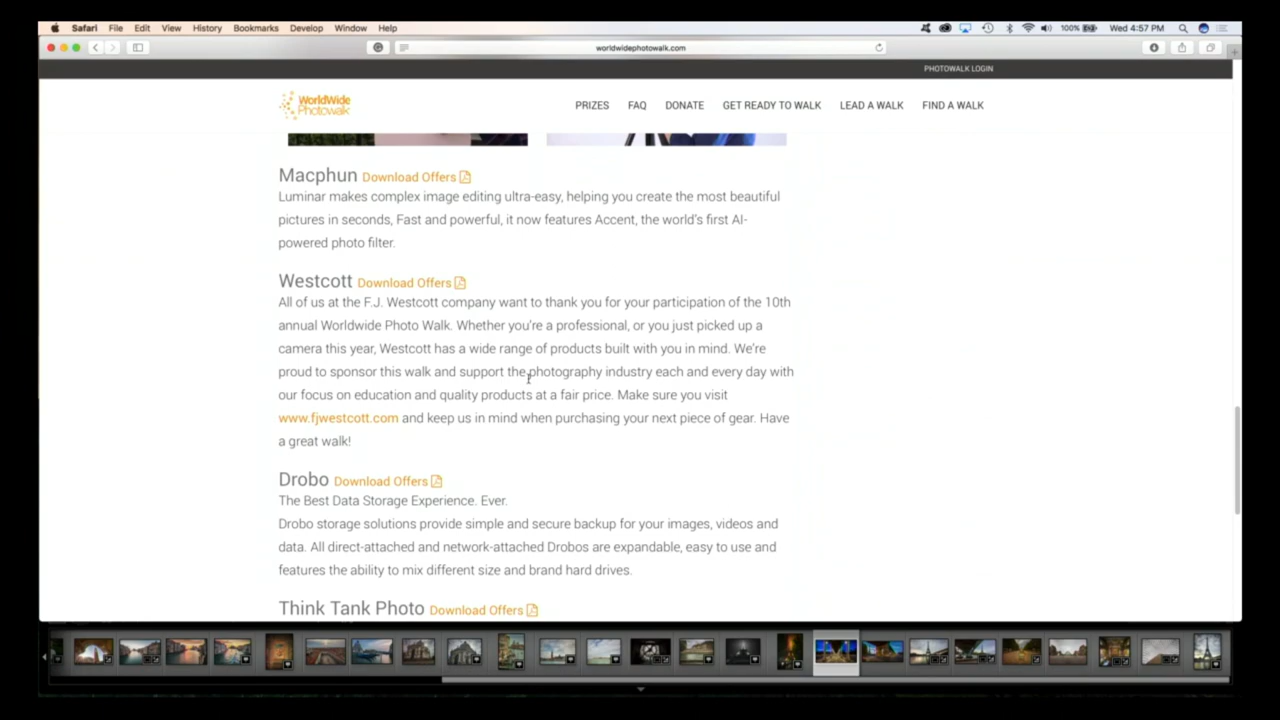 Safari File Edit View History Bookmarks Develop Window Help 100% Wed 4:57 PM
worldwidephotowalk.com
PHOTOWALK LOGIN
WorldWide
Photowalk
PRIZES FAQ DONATE GET READY TO WALK LEAD A WALK FIND A WALK
Macphun Download Offers
Luminar makes complex image editing ultra-easy, helping you create the most beautiful
pictures in seconds, Fast and powerful, it now features Accent, the world's first AI-
powered photo filter.
Westcott Download Offers
All of us at the F.J. Westcott company want to thank you for your participation of the 10th
annual Worldwide Photo Walk. Whether you're a professional, or you just picked up a
camera this year, Westcott has a wide range of products built with you in mind. We're
proud to sponsor this walk and support the photography industry each and every day with
our focus on education and quality products at a fair price. Make sure you visit
www.fjwestcott.com and keep us in mind when purchasing your next piece of gear. Have
a great walk!
Drobo Download Offers
The Best Data Storage Experience. Ever.
Drobo storage solutions provide simple and secure backup for your images, videos and
data. All direct-attached and network-attached Drobos are expandable, easy to use and
features the ability to mix different size and brand hard drives.
Think Tank Photo Download Offers